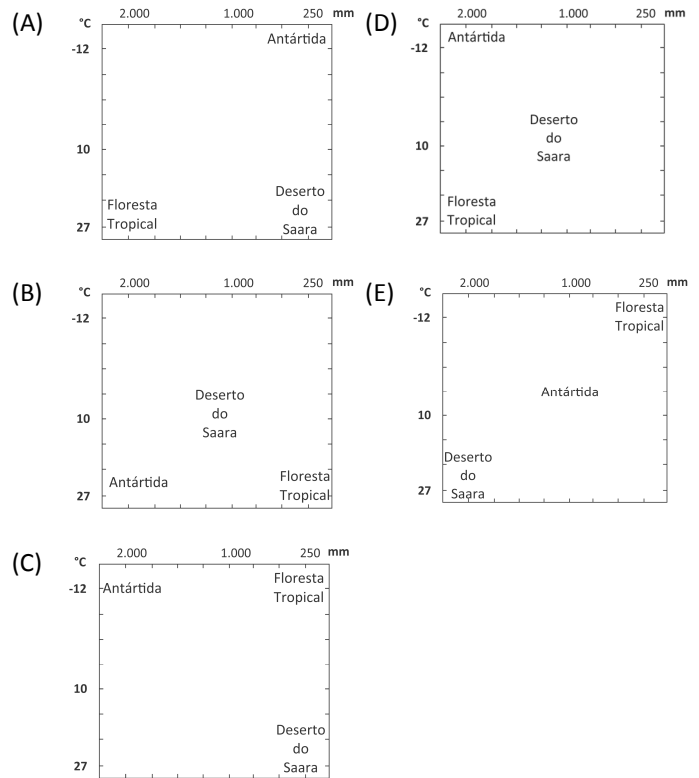 (A)
°C 2.000 1.000 250 mm
-12
10
27
Antártida
Floresta
Tropical
Deserto
do
Saara
(B)
°C 2.000 1.000 250 mm
-12
10
27
Deserto
do
Saara
Antártida
Floresta
Tropical
(C)
°C 2.000 1.000 250 mm
-12
10
27
Antártida
Floresta
Tropical
Deserto
do
Saara
(D)
°C 2.000 1.000 250 mm
-12
10
27
Antártida
Deserto
do
Saara
Floresta
Tropical
(E)
°C 2.000 1.000 250 mm
-12
10
27
Floresta
Tropical
Antártida
Deserto
do
Saara